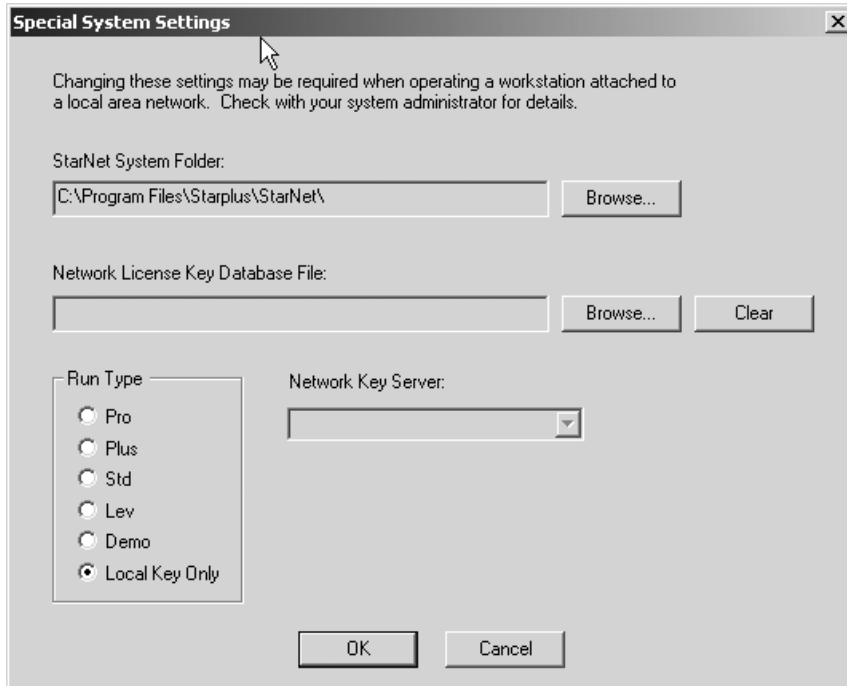 Special System Settings
Changing these settings may be required when operating a workstation attached to
a local area network.  Check with your system administrator for details.
StarNet System Folder:
C:\Program Files\Starplus\StarNet\
Browse...
Network License Key Database File:
Browse...
Clear
Run Type
Network Key Server:
Pro
Plus
Std
Lev
Demo
Local Key Only
OK
Cancel